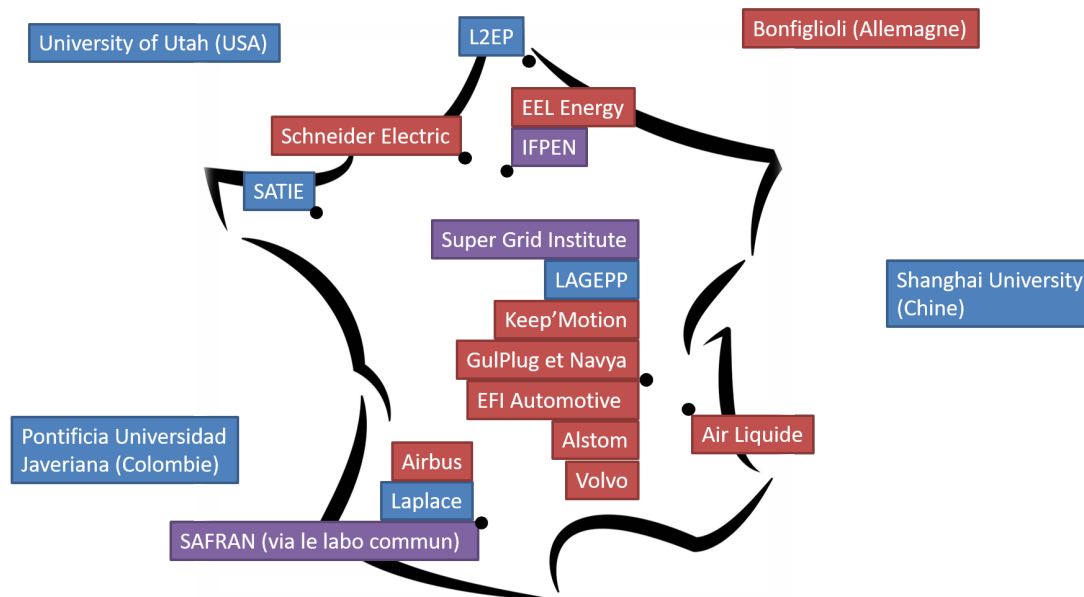 University of Utah (USA)
L2EP
Bonfiglioli (Allemagne)
EEL Energy
Schneider Electric
IFPEN
SATIE
Super Grid Institute
LAGEPP
Shanghai University
(Chine)
Keep'Motion
GulPlug et Navya
EFI Automotive
Pontificia Universidad
Javeriana (Colombie)
Alstom
Air Liquide
Airbus
Volvo
Laplace
SAFRAN (via le labo commun)